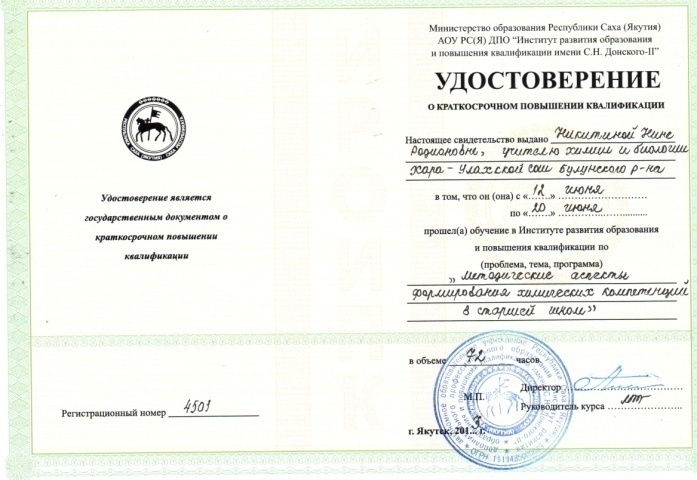 Удостоверение является
государственным документом о
краткосрочном повышении
квалификации
Регистрационный номер 4501
Министерство образования Республики Саха (Якутия)
АОУ РС(Я) ДПО "Институт развития образования
и повышения квалификации имени С.Н. Донского-II"
УДОСТОВЕРЕНИЕ
О КРАТКОСРОЧНОМ ПОВЫШЕНИИ КВАЛИФИКАЦИИ
Настоящее свидетельство выдано Никитиной Нине
Родионовне, учителю химии и биологии
Хара-Улахской сош Булунского р-на
в том, что он (она) с «12» июня
по «20» июня
прошел(а) обучение в Институте развития образования
и повышения квалификации по
(проблема, тема, программа)
„Методические аспекты
формирования химических компетенций
в старшей школе"
в объеме 72 часов.
М.П.
Директор
Руководитель курса
г. Якутск, 201 г.